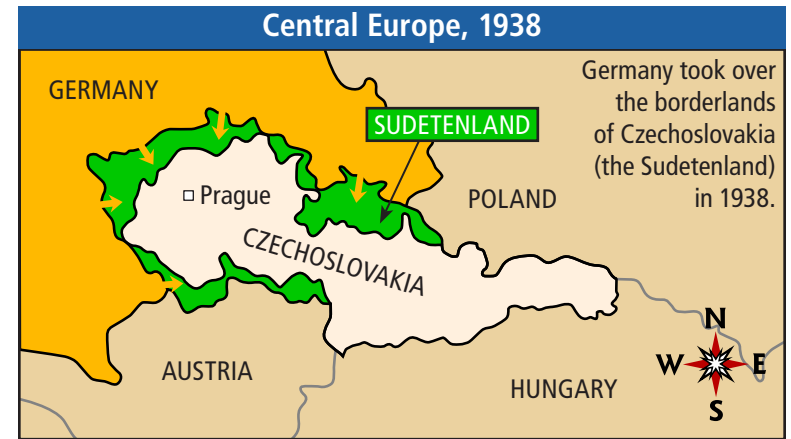 Central Europe, 1938
GERMANY
Germany took over
the borderlands
of Czechoslovakia
(the Sudetenland)
in 1938.
SUDETENLAND
Prague
POLAND
CZECHOSLOVAKIA
AUSTRIA
HUNGARY
N
W
E
S